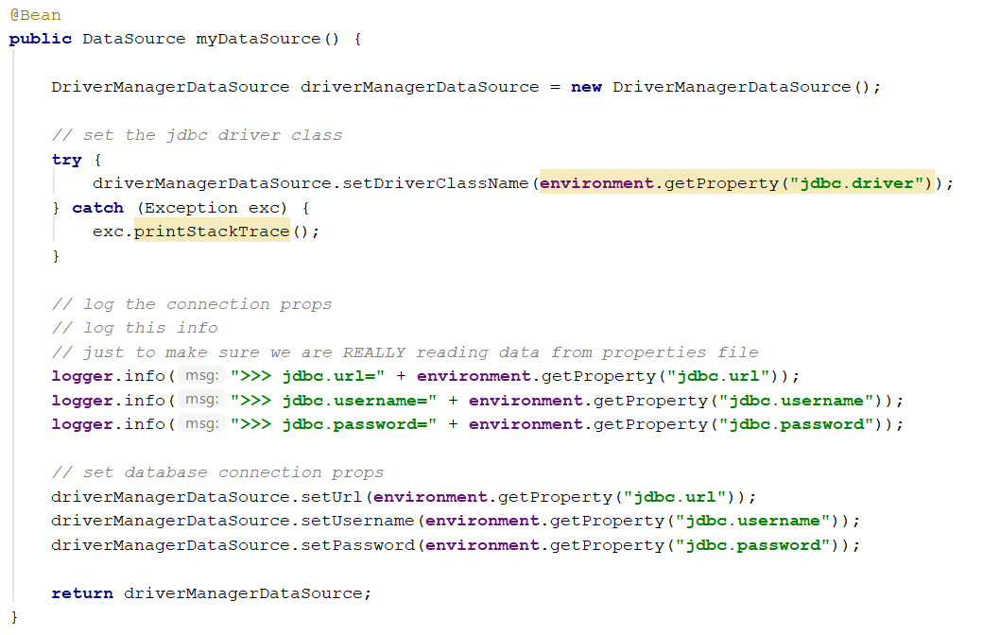 @Bean
public DataSource myDataSource() {
DriverManagerDataSource driverManagerDataSource = new DriverManagerDataSource();
// set the jdbc driver class
try {
driverManagerDataSource.setDriverClassName(environment.getProperty("jdbc.driver"));
} catch (Exception exc) {
exc.printStackTrace();
}
// log the connection props
// log this info
// just to make sure we are REALLY reading data from properties file
logger.info( msg: ">>> jdbc.url=" + environment.getProperty("jdbc.url"));
logger.info( msg: ">>> jdbc.username=" + environment.getProperty("jdbc.username"));
logger.info( msg: ">>> jdbc.password=" + environment.getProperty("jdbc.password"));
// set database connection props
driverManagerDataSource.setUrl(environment.getProperty("jdbc.url"));
driverManagerDataSource.setUsername(environment.getProperty("jdbc.username"));
driverManagerDataSource.setPassword(environment.getProperty("jdbc.password"));
return driverManagerDataSource;
}